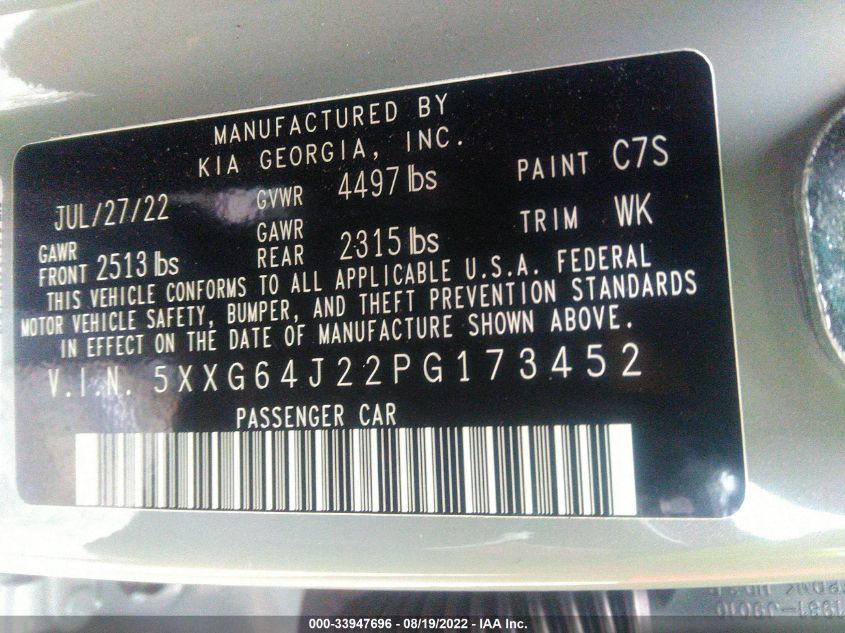 MANUFACTURED BY
KIA GEORGIA, INC.
JUL/27/22 GVWR 4497 lbs PAINT C7S
GAWR FRONT 2513 lbs GAWR REAR 2315 lbs TRIM WK
THIS VEHICLE CONFORMS TO ALL APPLICABLE U.S.A. FEDERAL
MOTOR VEHICLE SAFETY, BUMPER, AND THEFT PREVENTION STANDARDS
IN EFFECT ON THE DATE OF MANUFACTURE SHOWN ABOVE.
V.I.N. 5XXG64J22PG173452
PASSENGER CAR
000-33947696 - 08/19/2022 - IAA Inc.